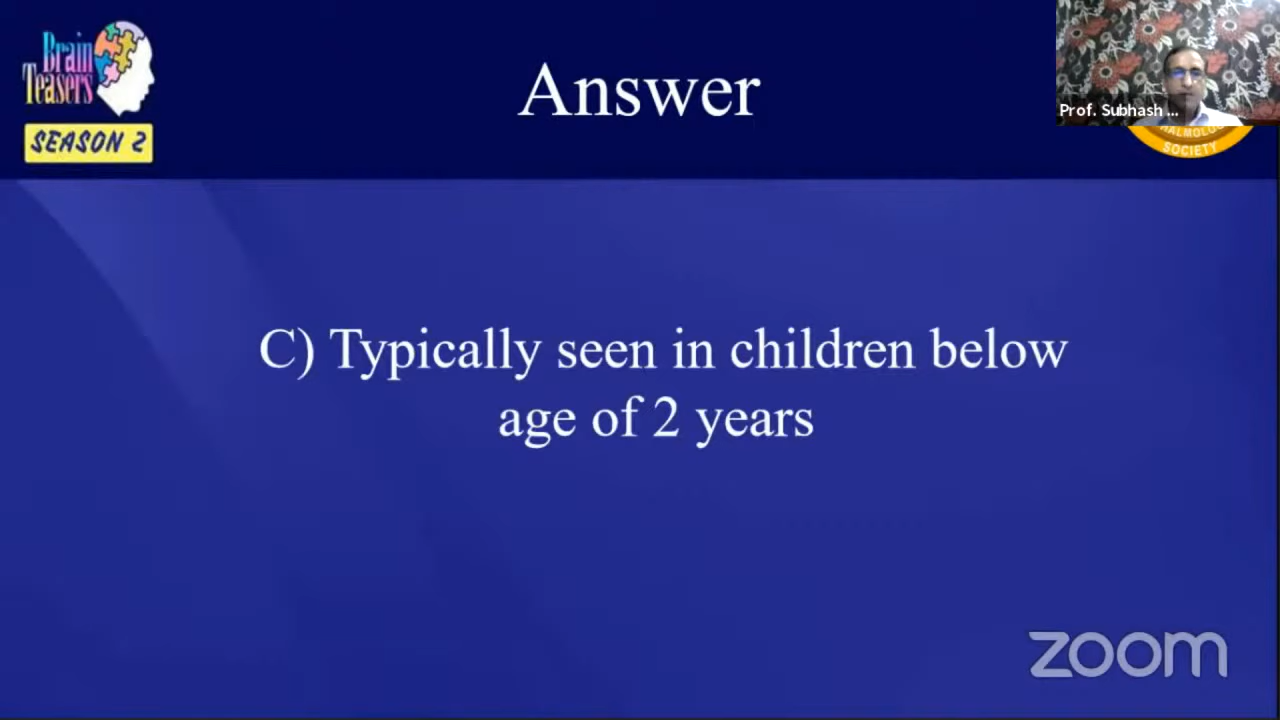 Brain
Teasers
SEASON 2
Answer
Prof. Subhash ...
SOCIETY
C) Typically seen in children below
age of 2 years
zoom